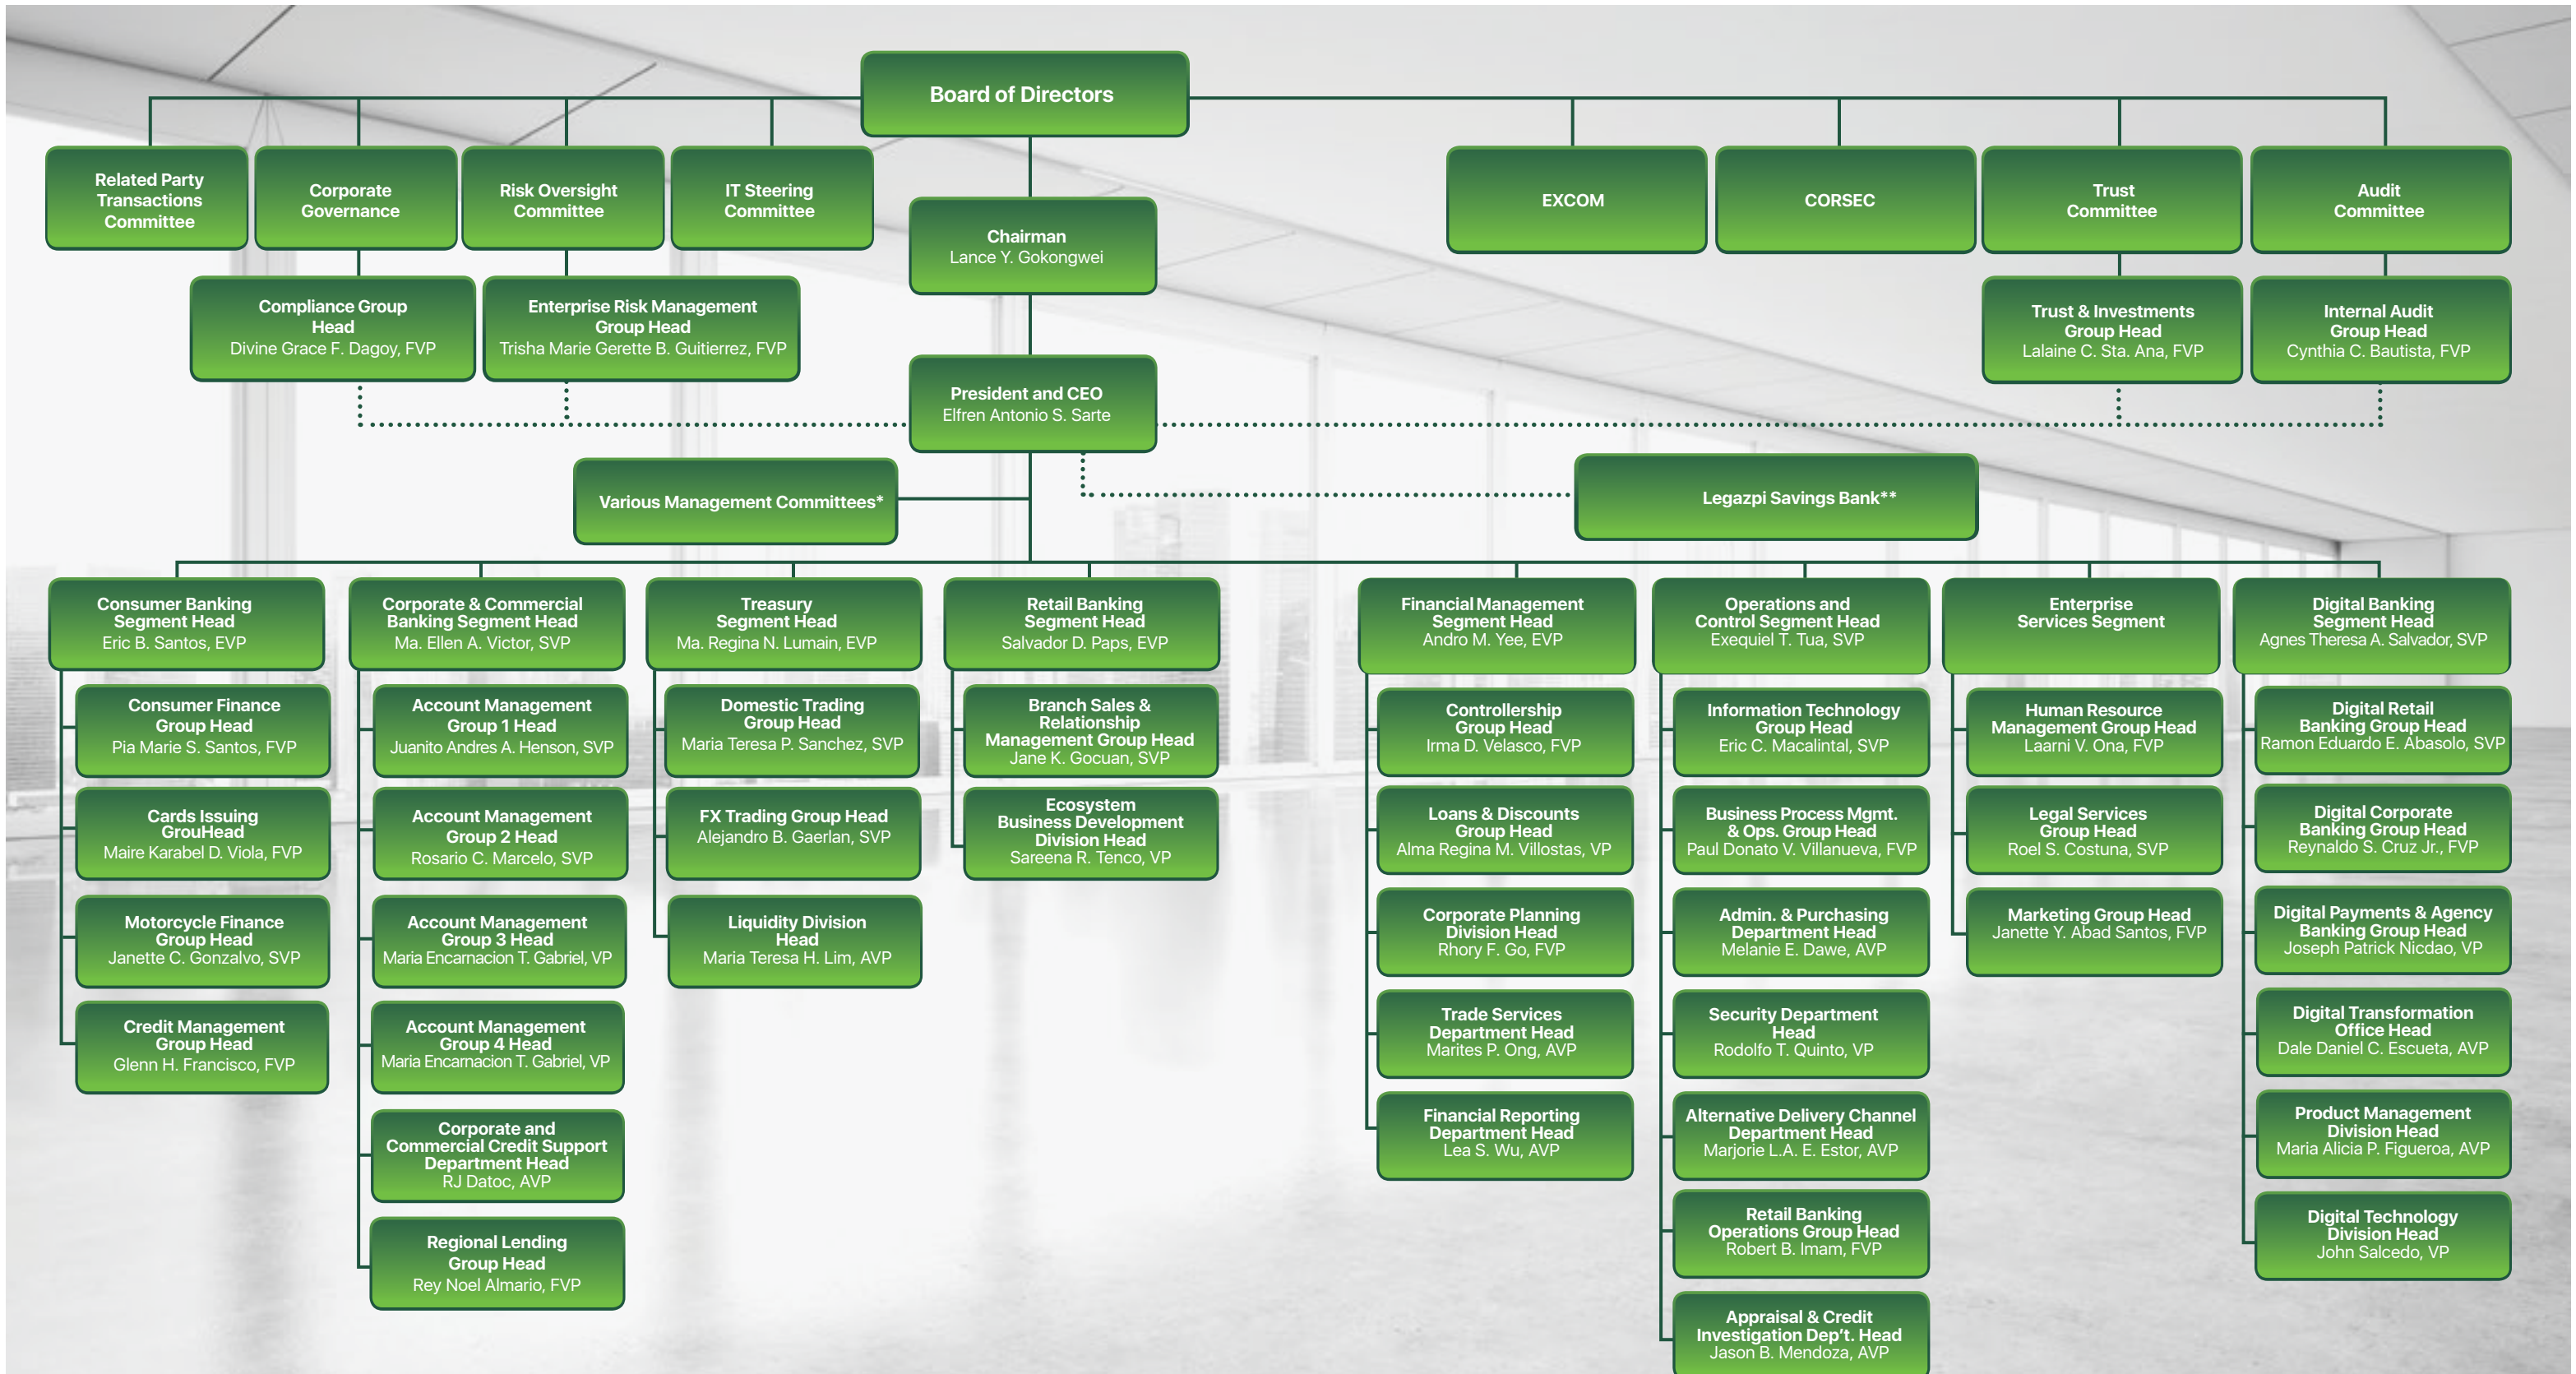 Board of Directors
Related Party
Transactions
Committee
Corporate
Governance
Risk Oversight
Committee
IT Steering
Committee
EXCOM
CORSEC
Trust
Committee
Audit
Committee
Chairman
Lance Y. Gokongwei
Compliance Group
Head
Divine Grace F. Dagoy, FVP
Enterprise Risk Management
Group Head
Trisha Marie Gerette B. Guitierrez, FVP
Trust & Investments
Group Head
Lalaine C. Sta. Ana, FVP
Internal Audit
Group Head
Cynthia C. Bautista, FVP
President and CEO
Elfren Antonio S. Sarte
Various Management Committees*
Legazpi Savings Bank**
Consumer Banking
Segment Head
Eric B. Santos, EVP
Consumer Finance
Group Head
Pia Marie S. Santos, FVP
Cards Issuing
GrouHead
Maire Karabel D. Viola, FVP
Motorcycle Finance
Group Head
Janette C. Gonzalvo, SVP
Credit Management
Group Head
Glenn H. Francisco, FVP
Corporate & Commercial
Banking Segment Head
Ma. Ellen A. Victor, SVP
Account Management
Group 1 Head
Juanito Andres A. Henson, SVP
Account Management
Group 2 Head
Rosario C. Marcelo, SVP
Account Management
Group 3 Head
Maria Encarnacion T. Gabriel, VP
Account Management
Group 4 Head
Maria Encarnacion T. Gabriel, VP
Corporate and
Commercial Credit Support
Department Head
RJ Datoc, AVP
Regional Lending
Group Head
Rey Noel Almario, FVP
Treasury
Segment Head
Ma. Regina N. Lumain, EVP
Domestic Trading
Group Head
Maria Teresa P. Sanchez, SVP
FX Trading Group Head
Alejandro B. Gaerlan, SVP
Liquidity Division
Head
Maria Teresa H. Lim, AVP
Retail Banking
Segment Head
Salvador D. Paps, EVP
Branch Sales &
Relationship
Management Group Head
Jane K. Gocuan, SVP
Ecosystem
Business Development
Division Head
Sareena R. Tenco, VP
Financial Management
Segment Head
Andro M. Yee, EVP
Controllership
Group Head
Irma D. Velasco, FVP
Loans & Discounts
Group Head
Alma Regina M. Villostas, VP
Corporate Planning
Division Head
Rhory F. Go, FVP
Trade Services
Department Head
Marites P. Ong, AVP
Financial Reporting
Department Head
Lea S. Wu, AVP
Operations and
Control Segment Head
Exequiel T. Tua, SVP
Information Technology
Group Head
Eric C. Macalintal, SVP
Business Process Mgmt.
& Ops. Group Head
Paul Donato V. Villanueva, FVP
Admin. & Purchasing
Department Head
Melanie E. Dawe, AVP
Security Department
Head
Rodolfo T. Quinto, VP
Alternative Delivery Channel
Department Head
Marjorie L.A. E. Estor, AVP
Retail Banking
Operations Group Head
Robert B. Imam, FVP
Appraisal & Credit
Investigation Dep't. Head
Jason B. Mendoza, AVP
Enterprise
Services Segment
Human Resource
Management Group Head
Laarni V. Ona, FVP
Legal Services
Group Head
Roel S. Costuna, SVP
Marketing Group Head
Janette Y. Abad Santos, FVP
Digital Banking
Segment Head
Agnes Theresa A. Salvador, SVP
Digital Retail
Banking Group Head
Ramon Eduardo E. Abasolo, SVP
Digital Corporate
Banking Group Head
Reynaldo S. Cruz Jr., FVP
Digital Payments & Agency
Banking Group Head
Joseph Patrick Nicdao, VP
Digital Transformation
Office Head
Dale Daniel C. Escueta, AVP
Product Management
Division Head
Maria Alicia P. Figueroa, AVP
Digital Technology
Division Head
John Salcedo, VP